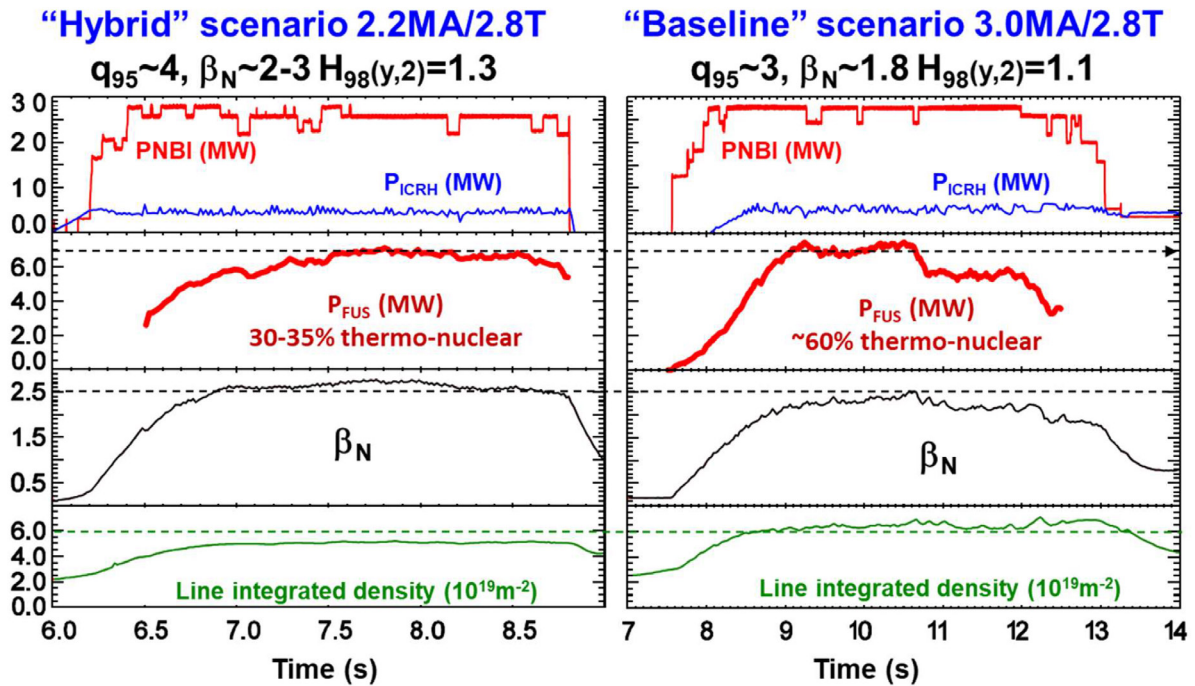 “Hybrid” scenario 2.2MA/2.8T
q95~4, βN~2-3 H98(y,2)=1.3
3 0
2 0
1 0
0.0
PNBI (MW)
PICRH (MW)
6.0
4.0
2.0
0.0
PFUS (MW)
30-35% thermo-nuclear
2.5
1.5
0.5
βN
6.0
4.0
2.0
0.0
Line integrated density (10¹⁹m⁻²)
6.0 6.5 7.0 7.5 8.0 8.5
Time (s)
“Baseline” scenario 3.0MA/2.8T
q95~3, βN~1.8 H98(y,2)=1.1
PNBI (MW)
PICRH (MW)
PFUS (MW)
~60% thermo-nuclear
βN
Line integrated density (10¹⁹m⁻²)
7 8 9 10 11 12 13 14
Time (s)